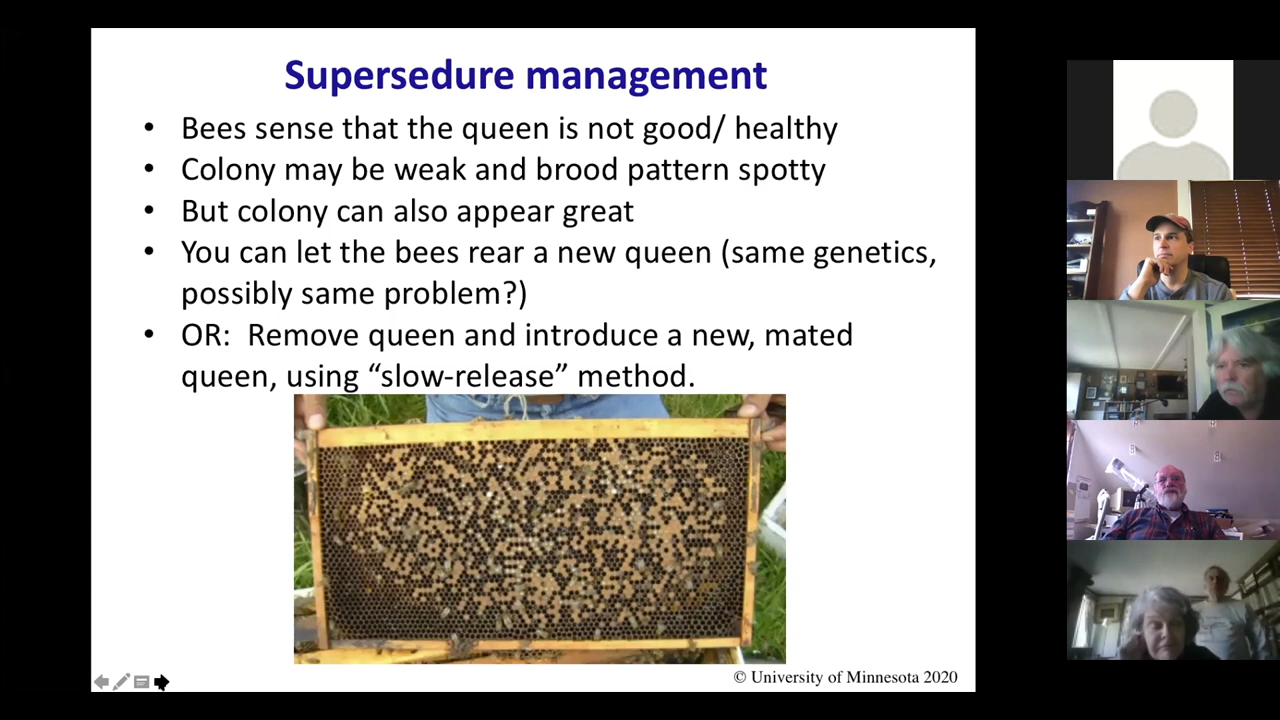 Supersedure management
• Bees sense that the queen is not good/ healthy
• Colony may be weak and brood pattern spotty
• But colony can also appear great
• You can let the bees rear a new queen (same genetics,
possibly same problem?)
• OR:  Remove queen and introduce a new, mated
queen, using “slow-release” method.
© University of Minnesota 2020